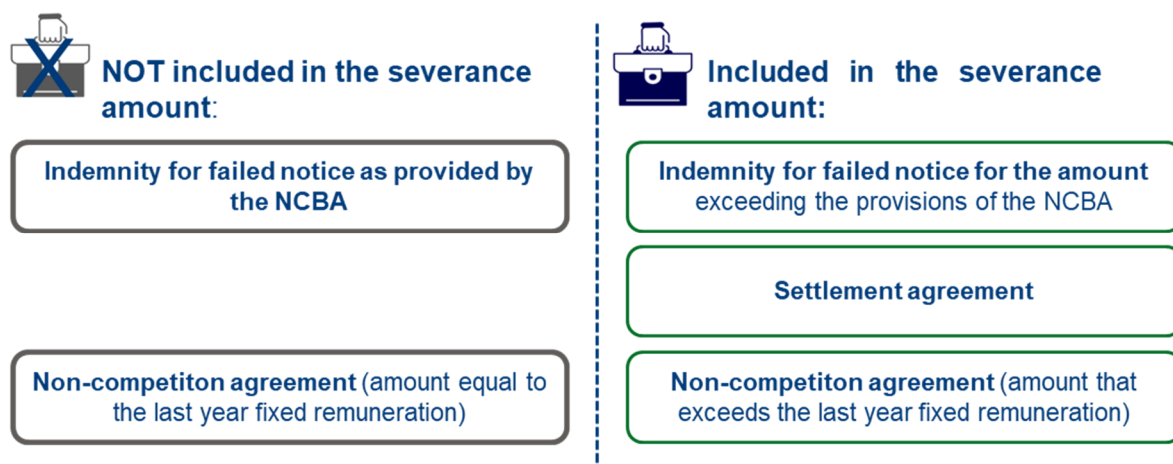 NOT included in the severance
amount:
Indemnity for failed notice as provided by
the NCBA
Non-competiton agreement (amount equal to
the last year fixed remuneration)
Included in the severance
amount:
Indemnity for failed notice for the amount
exceeding the provisions of the NCBA
Settlement agreement
Non-competiton agreement (amount that
exceeds the last year fixed remuneration)